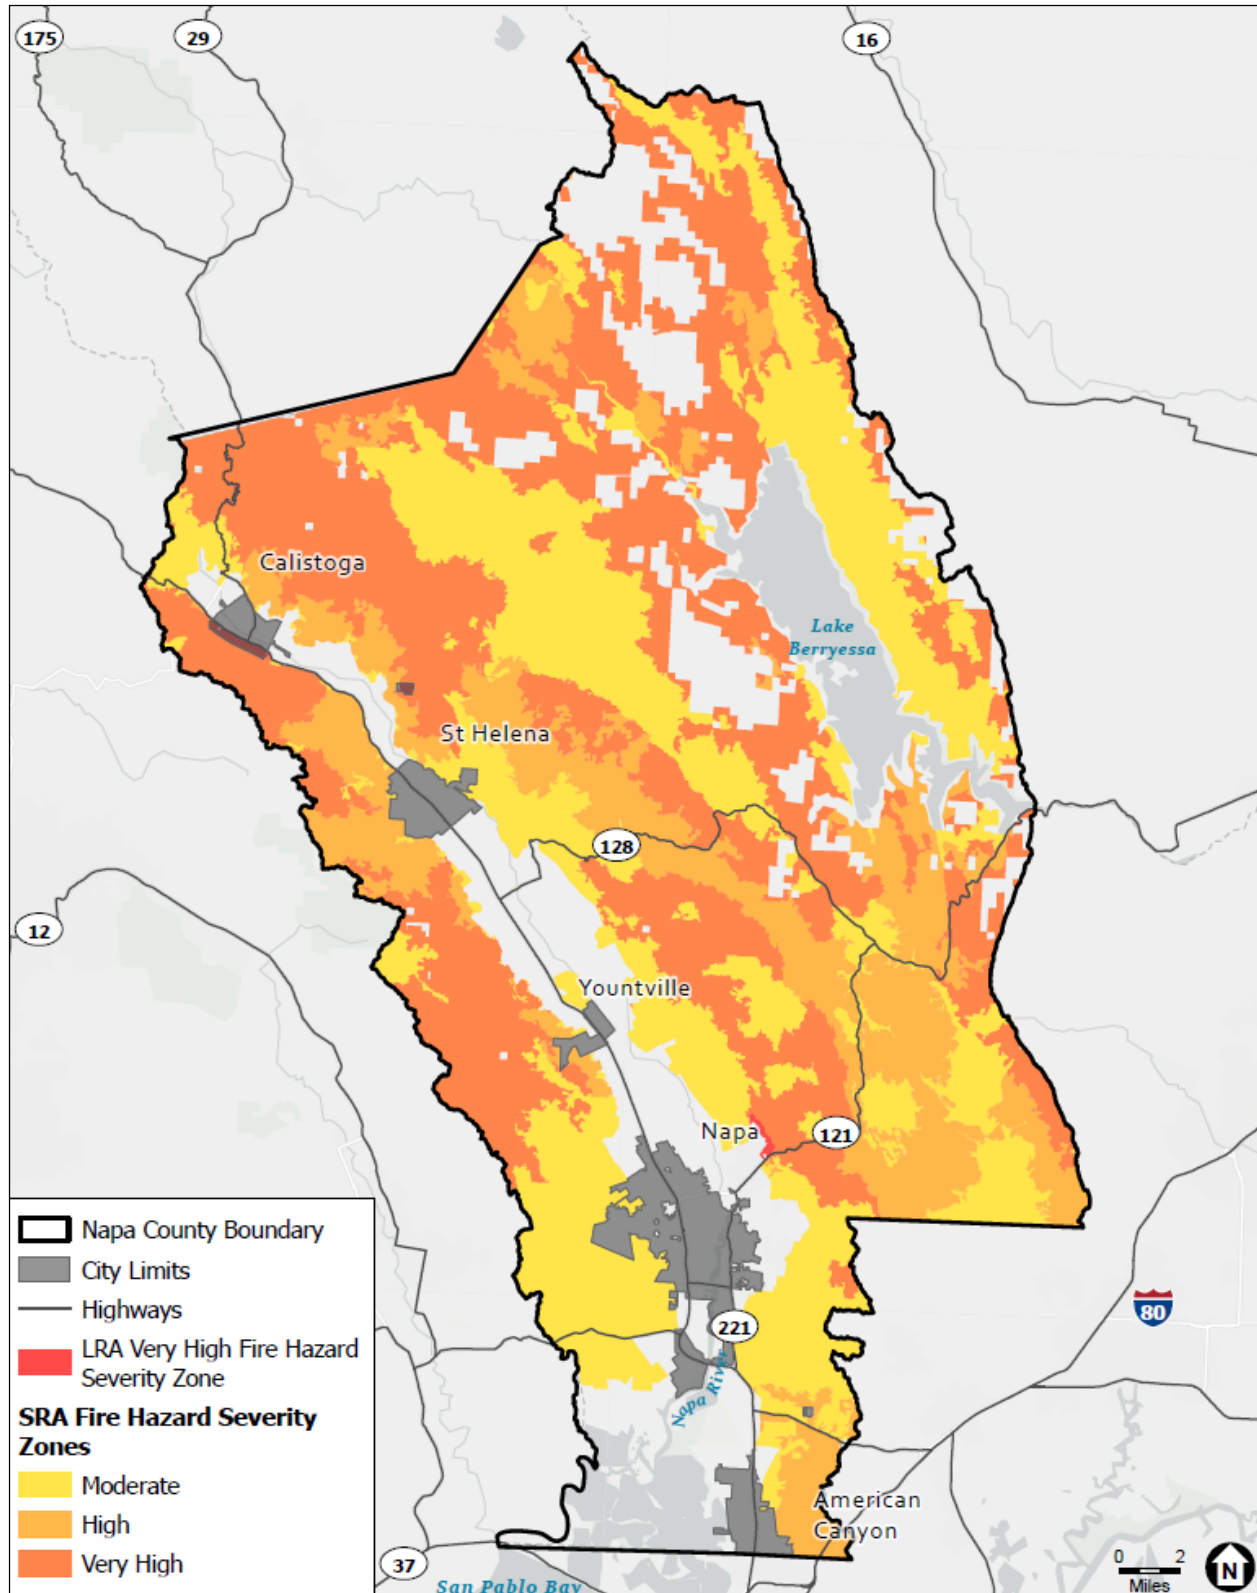 175
29
16
Calistoga
Lake
Berryessa
St Helena
128
12
Yountville
Napa
121
80
221
Napa River
American
Canyon
37
San Pablo Bay
Napa County Boundary
City Limits
Highways
LRA Very High Fire Hazard
Severity Zone
SRA Fire Hazard Severity
Zones
Moderate
High
Very High
0 2
Miles
N